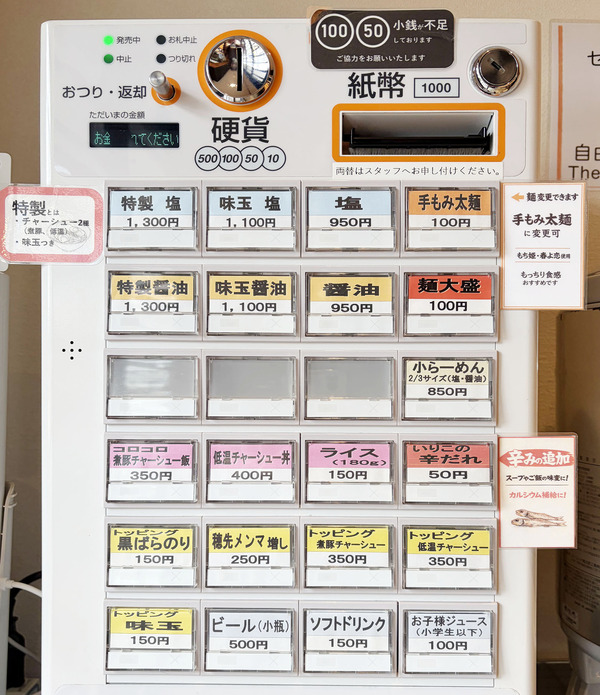 100 50 小銭が不足
しております
ご協力をお願いいたします
発売中 お札中止
中止 つり切れ
おつり・返却
ただいまの金額
お金 れてください
硬貨
500 100 50 10
紙幣 1000
両替はスタッフへお申し付けください。
セ
自
The
特製とは
・チャーシュー2種
(煮豚、低温)
・味玉つき
特製 塩
1,300円
味玉 塩
1,100円
塩
950円
手もみ太麺
100円
麺 変更できます
手もみ太麺
に変更可
もち姫・春よ恋使用
もっちり食感
おすすめです
特製醤油
1,300円
味玉醤油
1,100円
醤油
950円
麺大盛
100円
小らーめん
2/3サイズ(塩・醤油)
850円
コロコロ
煮豚チャーシュー飯
350円
低温チャーシュー丼
400円
ライス
(180g)
150円
いりこの
辛だれ
50円
辛みの追加
スープやご飯の味変に!
カルシウム補給に!
トッピング
黒ばらのり
150円
穂先メンマ 増し
250円
トッピング
煮豚チャーシュー
350円
トッピング
低温チャーシュー
350円
トッピング
味玉
150円
ビール(小瓶)
500円
ソフトドリンク
150円
お子様ジュース
(小学生以下)
100円